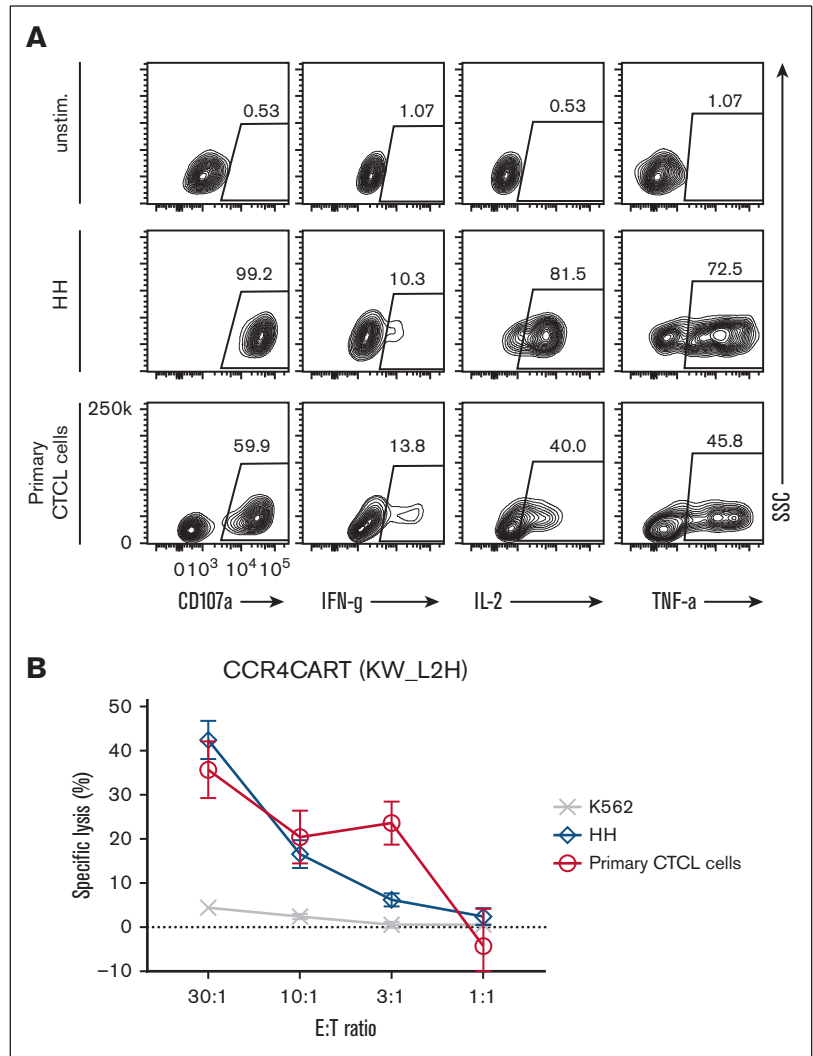 A
unstim.
0.53
1.07
0.53
1.07
HH
99.2
10.3
81.5
72.5
Primary
CTCL cells
250k
0
59.9
13.8
40.0
45.8
SSC
0 10³ 10⁴ 10⁵
CD107a
IFN-g
IL-2
TNF-a
B
CCR4CART (KW_L2H)
Specific lysis (%)
50
40
30
20
10
0
−10
30:1
10:1
3:1
1:1
E:T ratio
K562
HH
Primary CTCL cells